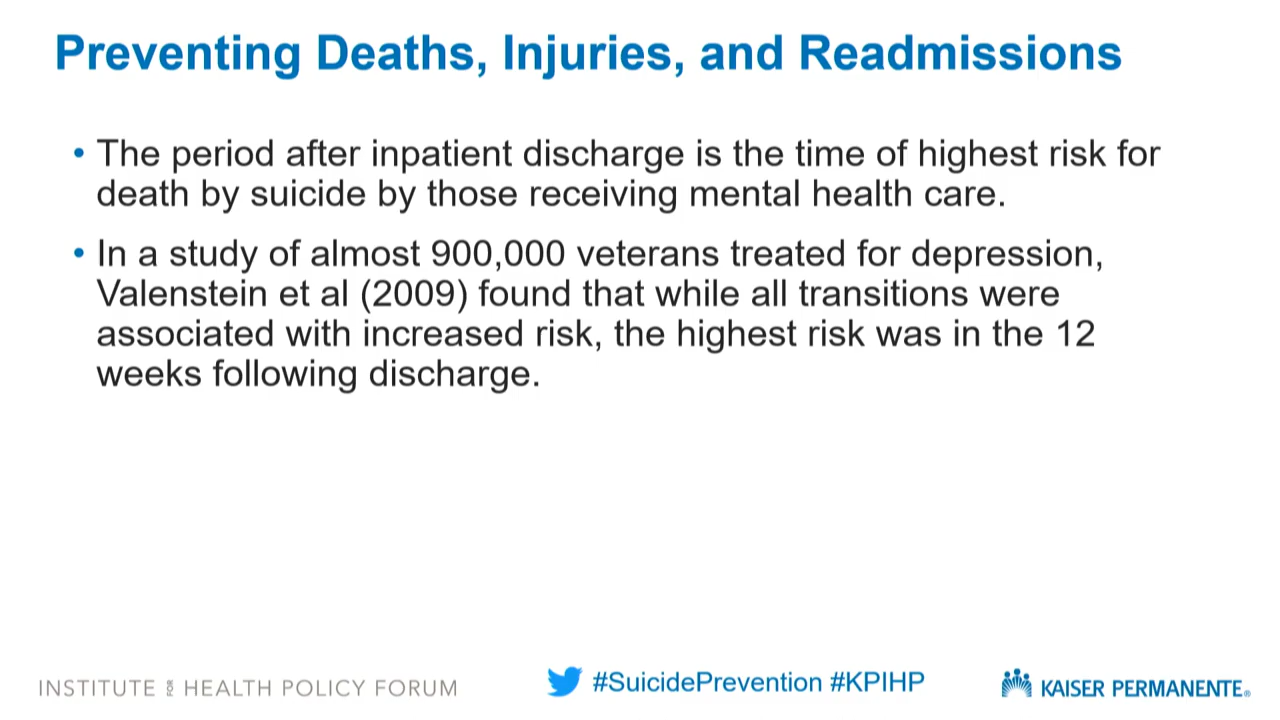 Preventing Deaths, Injuries, and Readmissions
• The period after inpatient discharge is the time of highest risk for
death by suicide by those receiving mental health care.
• In a study of almost 900,000 veterans treated for depression,
Valenstein et al (2009) found that while all transitions were
associated with increased risk, the highest risk was in the 12
weeks following discharge.
INSTITUTE FOR HEALTH POLICY FORUM
#SuicidePrevention #KPIHP
KAISER PERMANENTE®